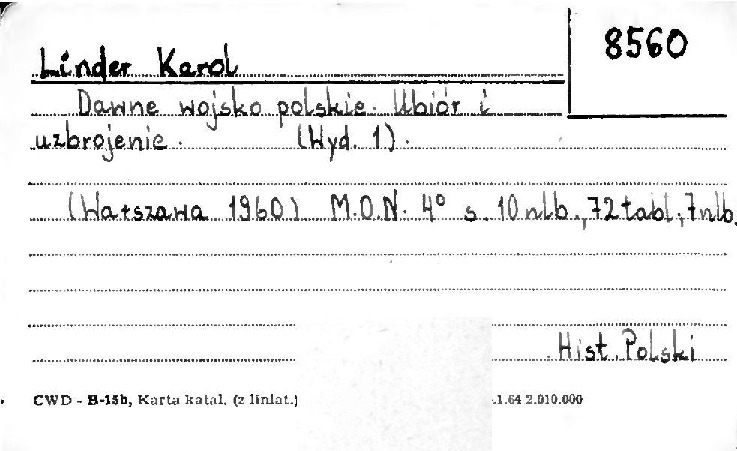 8560
Linder Karol
Dawne wojsko polskie. Ubiór i
uzbrojenie. (Wyd. 1).
(Warszawa 1960) M.O.N. 4° s. 10 nlb., 72 tabl., 7 nlb.
Hist. Polski
CWD - B-15b, Karta katal. (z liniat.) .1.64 2.010.000